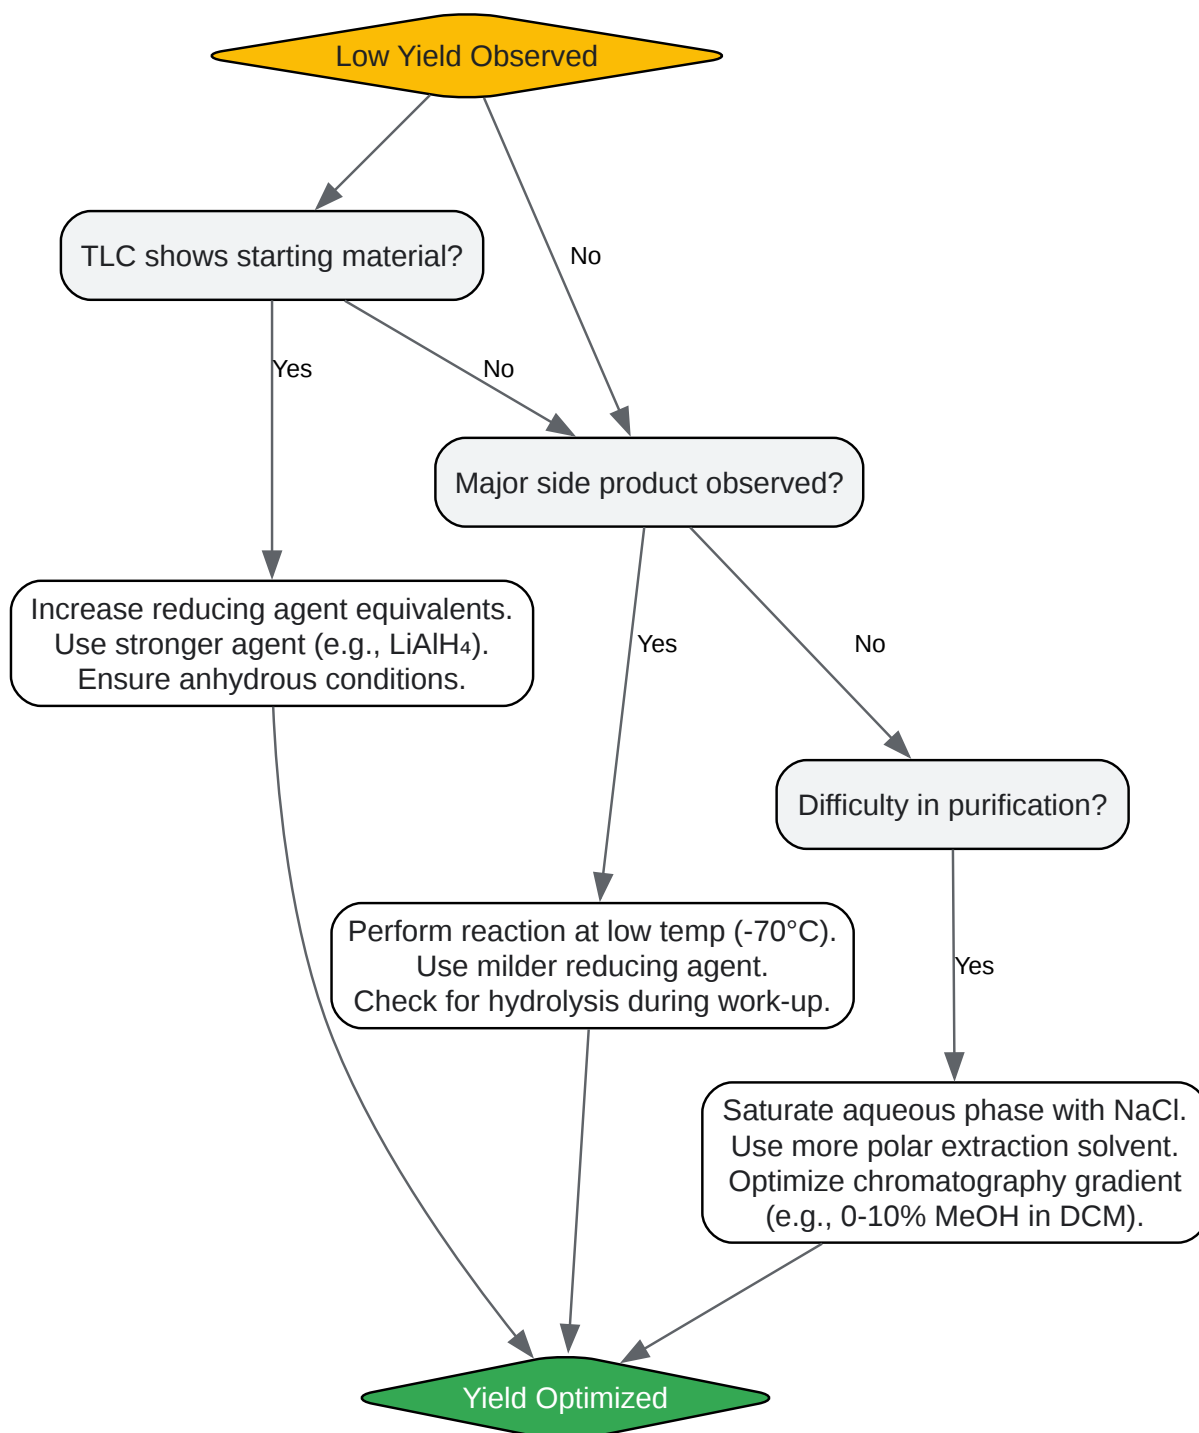 Low Yield Observed
TLC shows starting material?
No
Yes
No
Major side product observed?
Increase reducing agent equivalents.
Use stronger agent (e.g., LiAlH₄).
Ensure anhydrous conditions.
Yes
No
Difficulty in purification?
Perform reaction at low temp (-70°C).
Use milder reducing agent.
Check for hydrolysis during work-up.
Yes
Saturate aqueous phase with NaCl.
Use more polar extraction solvent.
Optimize chromatography gradient
(e.g., 0-10% MeOH in DCM).
Yield Optimized